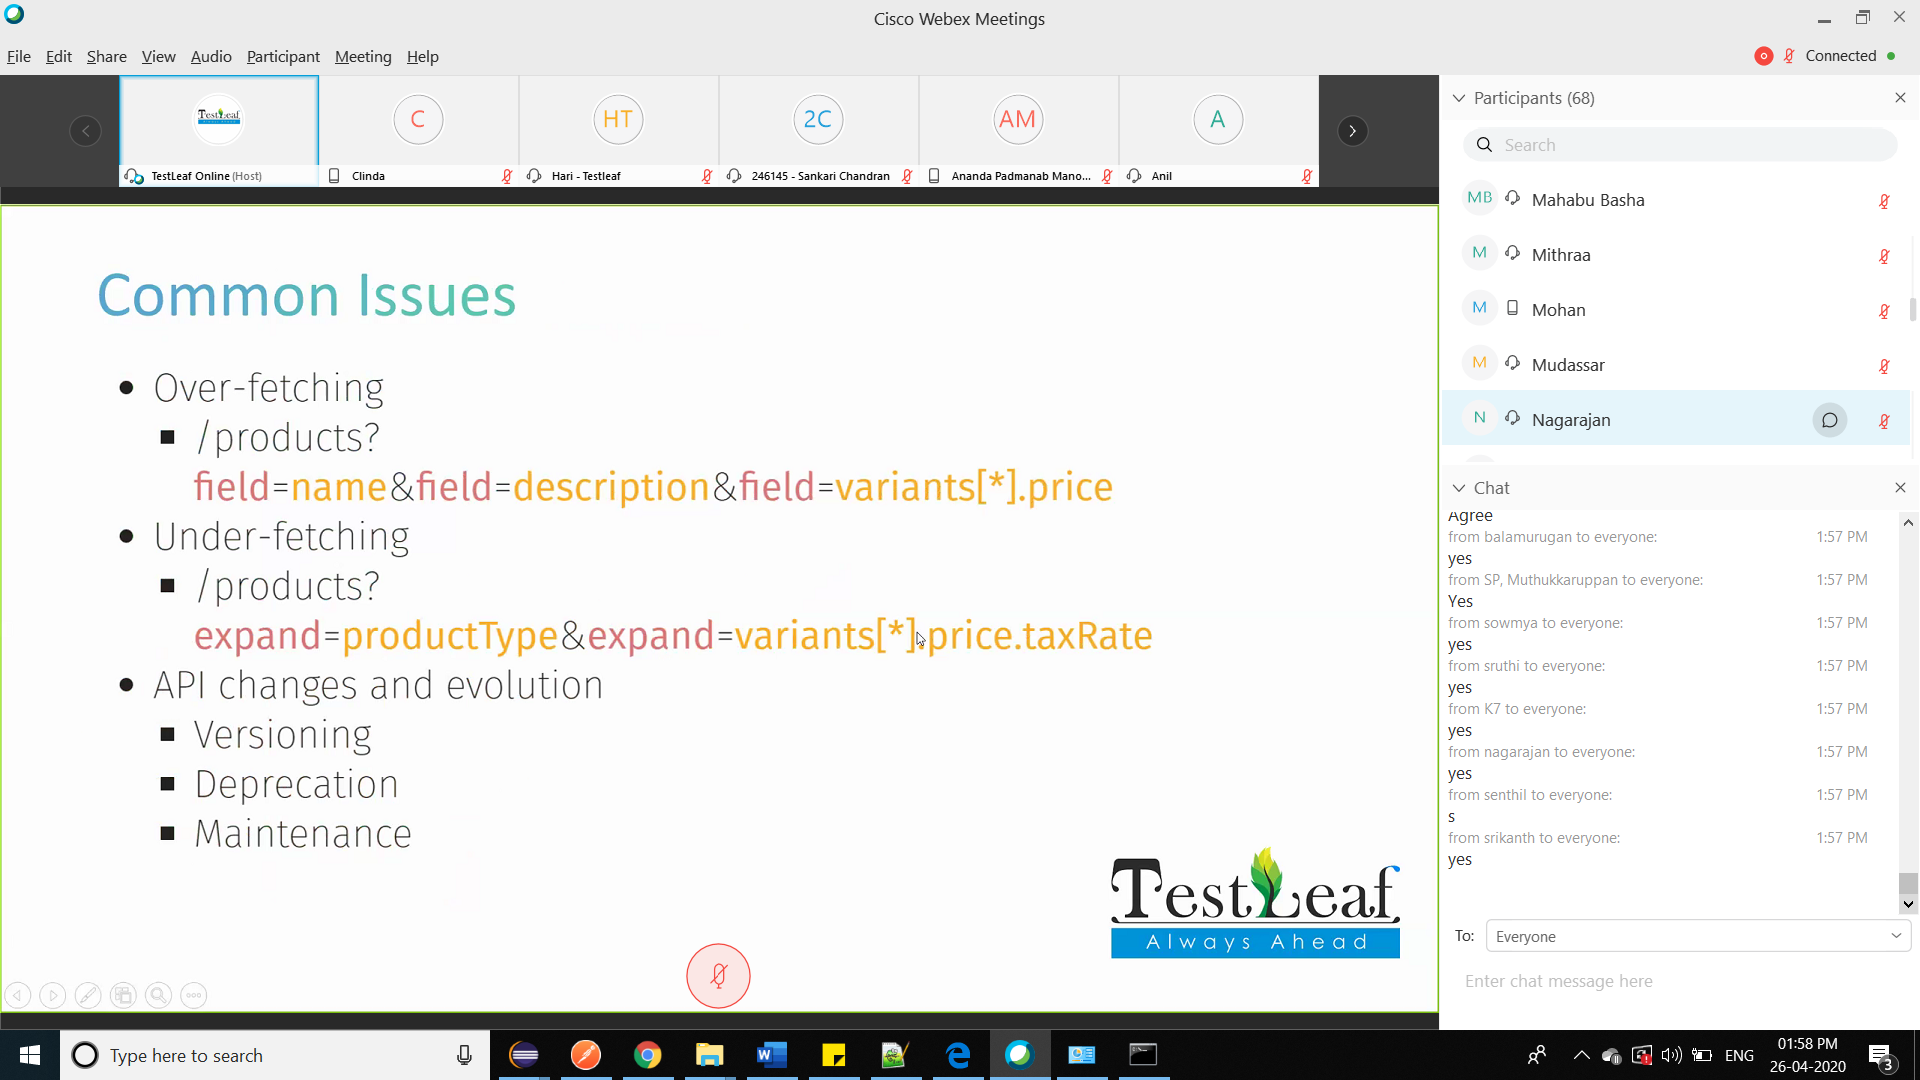 Cisco Webex Meetings
File Edit Share View Audio Participant Meeting Help
Connected
TestLeaf
C
HT
2C
AM
A
TestLeaf Online (Host)
Clinda
Hari - Testleaf
246145 - Sankari Chandran
Ananda Padmanab Mano...
Anil
Common Issues
• Over-fetching
▪ /products?
field=name&field=description&field=variants[*].price
• Under-fetching
▪ /products?
expand=productType&expand=variants[*].price.taxRate
• API changes and evolution
▪ Versioning
▪ Deprecation
▪ Maintenance
TestLeaf
Always Ahead
Participants (68)
Search
MB Mahabu Basha
M Mithraa
M Mohan
M Mudassar
N Nagarajan
Chat
Agree
from balamurugan to everyone: 1:57 PM
yes
from SP, Muthukkaruppan to everyone: 1:57 PM
Yes
from sowmya to everyone: 1:57 PM
yes
from sruthi to everyone: 1:57 PM
yes
from K7 to everyone: 1:57 PM
yes
from nagarajan to everyone: 1:57 PM
yes
from senthil to everyone: 1:57 PM
s
from srikanth to everyone: 1:57 PM
yes
To: Everyone
Enter chat message here
Type here to search
ENG
01:58 PM
26-04-2020
3